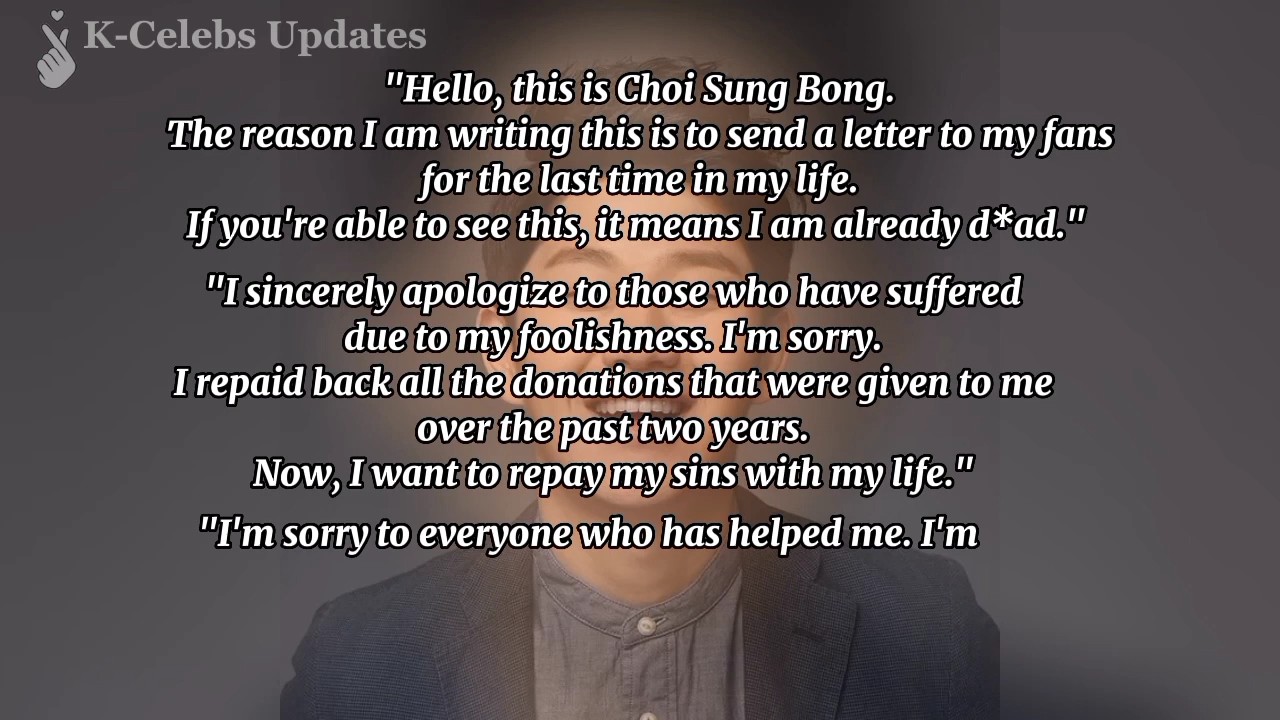 K-Celebs Updates
"Hello, this is Choi Sung Bong.
The reason I am writing this is to send a letter to my fans
for the last time in my life.
If you're able to see this, it means I am already d*ad."
"I sincerely apologize to those who have suffered
due to my foolishness. I'm sorry.
I repaid back all the donations that were given to me
over the past two years.
Now, I want to repay my sins with my life."
"I'm sorry to everyone who has helped me. I'm